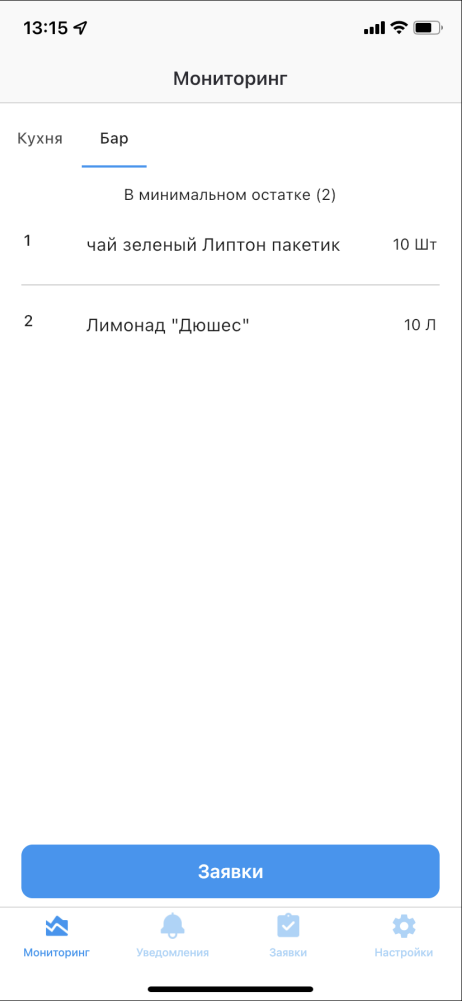 13:15
Мониторинг
Кухня Бар
В минимальном остатке (2)
1 чай зеленый Липтон пакетик 10 Шт
2 Лимонад "Дюшес" 10 Л
Заявки
Мониторинг Уведомления Заявки Настройки